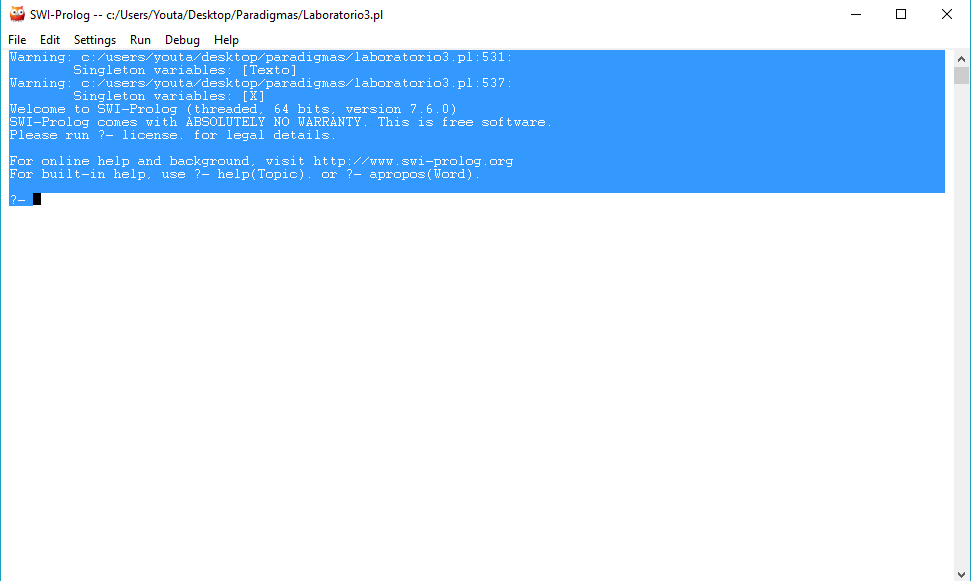 SWI-Prolog -- c:/Users/Youta/Desktop/Paradigmas/Laboratorio3.pl
File Edit Settings Run Debug Help
Warning: c:/users/youta/desktop/paradigmas/laboratorio3.pl:531:
        Singleton variables: [Texto]
Warning: c:/users/youta/desktop/paradigmas/laboratorio3.pl:537:
        Singleton variables: [X]
Welcome to SWI-Prolog (threaded, 64 bits, version 7.6.0)
SWI-Prolog comes with ABSOLUTELY NO WARRANTY. This is free software.
Please run ?- license. for legal details.
For online help and background, visit http://www.swi-prolog.org
For built-in help, use ?- help(Topic). or ?- apropos(Word).
?-